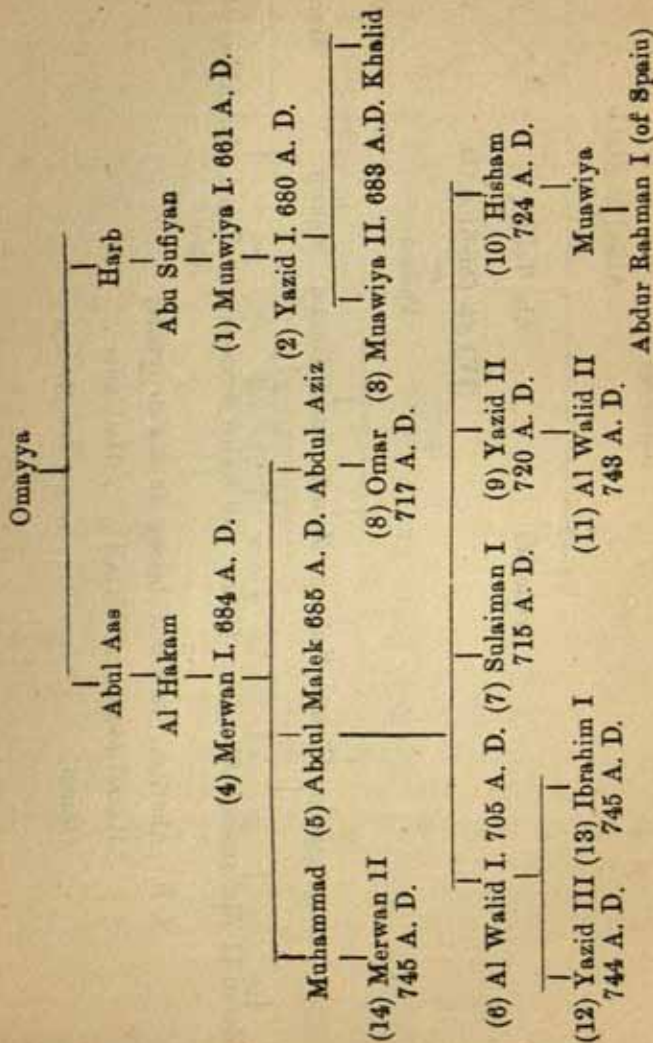 Omayya
Abul Aas Harb
Al Hakam Abu Sufiyan
(4) Merwan I. 684 A. D. (1) Muawiya I. 661 A. D.
(2) Yazid I. 680 A. D.
Muhammad (5) Abdul Malek 685 A. D. Abdul Aziz
(14) Merwan II (8) Omar (3) Muawiya II. 683 A.D. Khalid
745 A. D. 717 A. D.
(6) Al Walid I. 705 A. D. (7) Sulaiman I (9) Yazid II (10) Hisham
715 A. D. 720 A. D. 724 A. D.
(12) Yazid III (13) Ibrahim I (11) Al Walid II Muawiya
744 A. D. 745 A. D. 743 A. D.
Abdur Rahman I (of Spaiu)